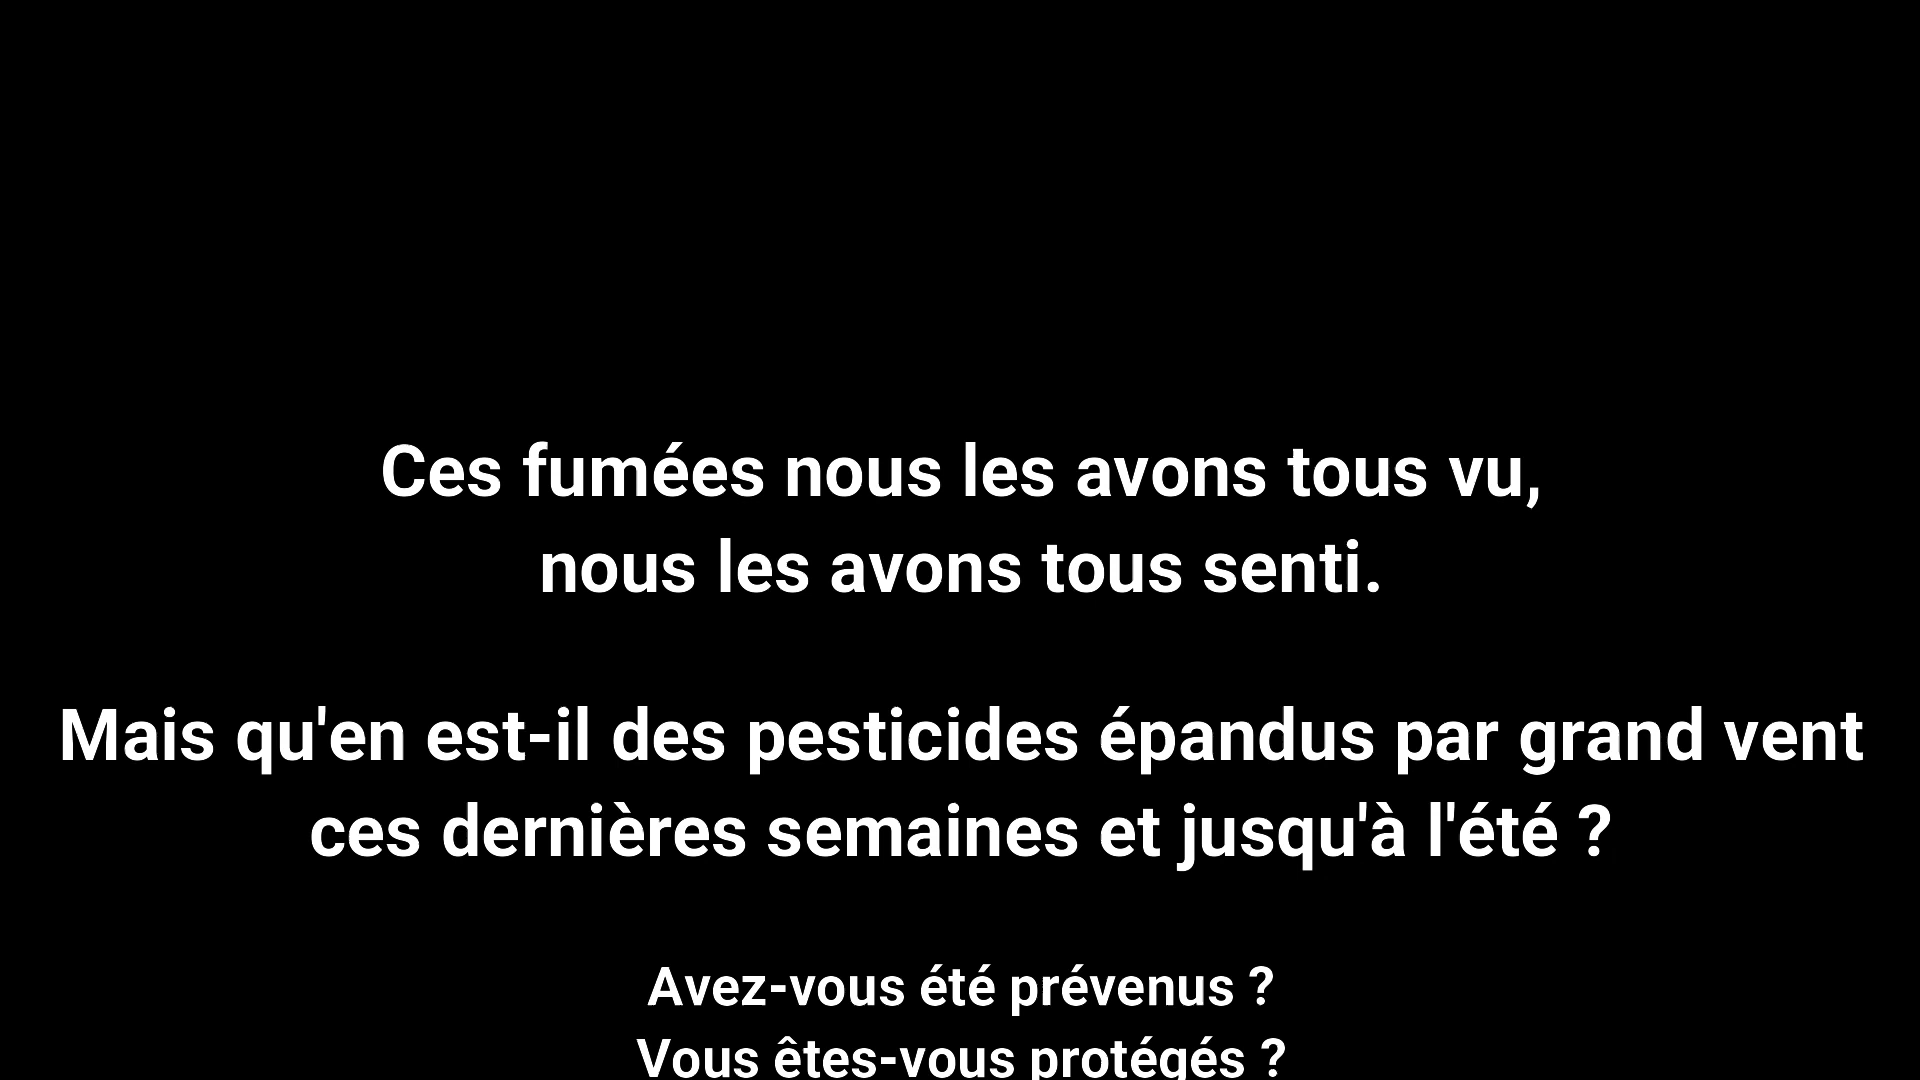 Ces fumées nous les avons tous vu,
nous les avons tous senti.
Mais qu'en est-il des pesticides épandus par grand vent
ces dernières semaines et jusqu'à l'été ?
Avez-vous été prévenus ?
Vous êtes-vous protégés ?